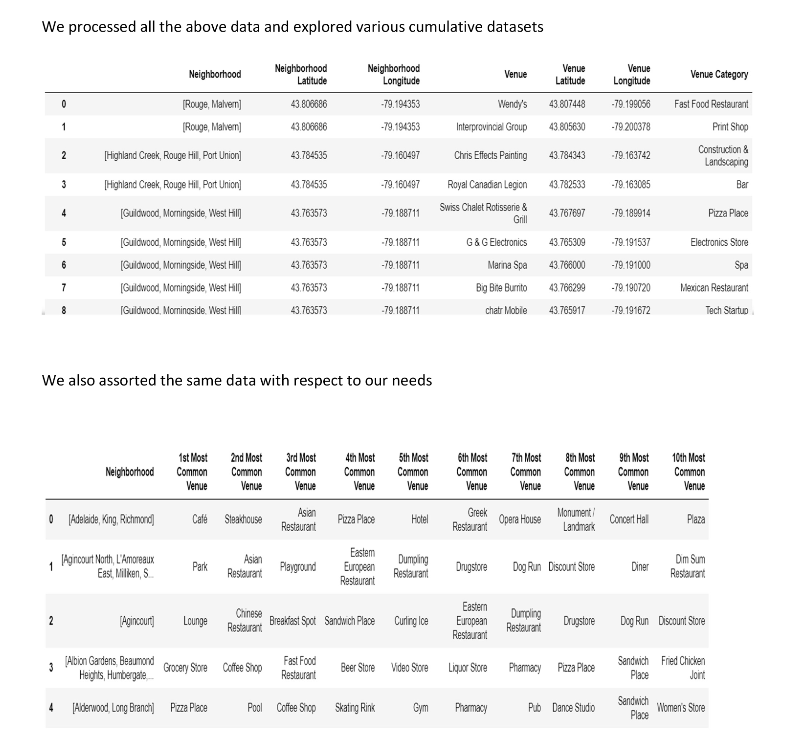 We processed all the above data and explored various cumulative datasets
Neighborhood Neighborhood Latitude Neighborhood Longitude Venue Venue Latitude Venue Longitude Venue Category
0 [Rouge, Malvern] 43.806686 -79.194353 Wendy's 43.807448 -79.199056 Fast Food Restaurant
1 [Rouge, Malvern] 43.806686 -79.194353 Interprovincial Group 43.805630 -79.200378 Print Shop
2 [Highland Creek, Rouge Hill, Port Union] 43.784535 -79.160497 Chris Effects Painting 43.784343 -79.163742 Construction & Landscaping
3 [Highland Creek, Rouge Hill, Port Union] 43.784535 -79.160497 Royal Canadian Legion 43.782533 -79.163085 Bar
4 [Guildwood, Morningside, West Hill] 43.763573 -79.188711 Swiss Chalet Rotisserie & Grill 43.767697 -79.189914 Pizza Place
5 [Guildwood, Morningside, West Hill] 43.763573 -79.188711 G & G Electronics 43.765309 -79.191537 Electronics Store
6 [Guildwood, Morningside, West Hill] 43.763573 -79.188711 Marina Spa 43.766000 -79.191000 Spa
7 [Guildwood, Morningside, West Hill] 43.763573 -79.188711 Big Bite Burrito 43.766299 -79.190720 Mexican Restaurant
8 [Guildwood, Morningside, West Hill] 43.763573 -79.188711 chatr Mobile 43.765917 -79.191672 Tech Startup
We also assorted the same data with respect to our needs
Neighborhood 1st Most Common Venue 2nd Most Common Venue 3rd Most Common Venue 4th Most Common Venue 5th Most Common Venue 6th Most Common Venue 7th Most Common Venue 8th Most Common Venue 9th Most Common Venue 10th Most Common Venue
0 [Adelaide, King, Richmond] Café Steakhouse Asian Restaurant Pizza Place Hotel Greek Restaurant Opera House Monument / Landmark Concert Hall Plaza
1 [Agincourt North, L'Amoreaux East, Milliken, S... Park Asian Restaurant Playground Eastern European Restaurant Dumpling Restaurant Drugstore Dog Run Discount Store Diner Dim Sum Restaurant
2 [Agincourt] Lounge Chinese Restaurant Breakfast Spot Sandwich Place Curling Ice Eastern European Restaurant Dumpling Restaurant Drugstore Dog Run Discount Store
3 [Albion Gardens, Beaumond Heights, Humbergate,... Grocery Store Coffee Shop Fast Food Restaurant Beer Store Video Store Liquor Store Pharmacy Pizza Place Sandwich Place Fried Chicken Joint
4 [Alderwood, Long Branch] Pizza Place Pool Coffee Shop Skating Rink Gym Pharmacy Pub Dance Studio Sandwich Place Women's Store